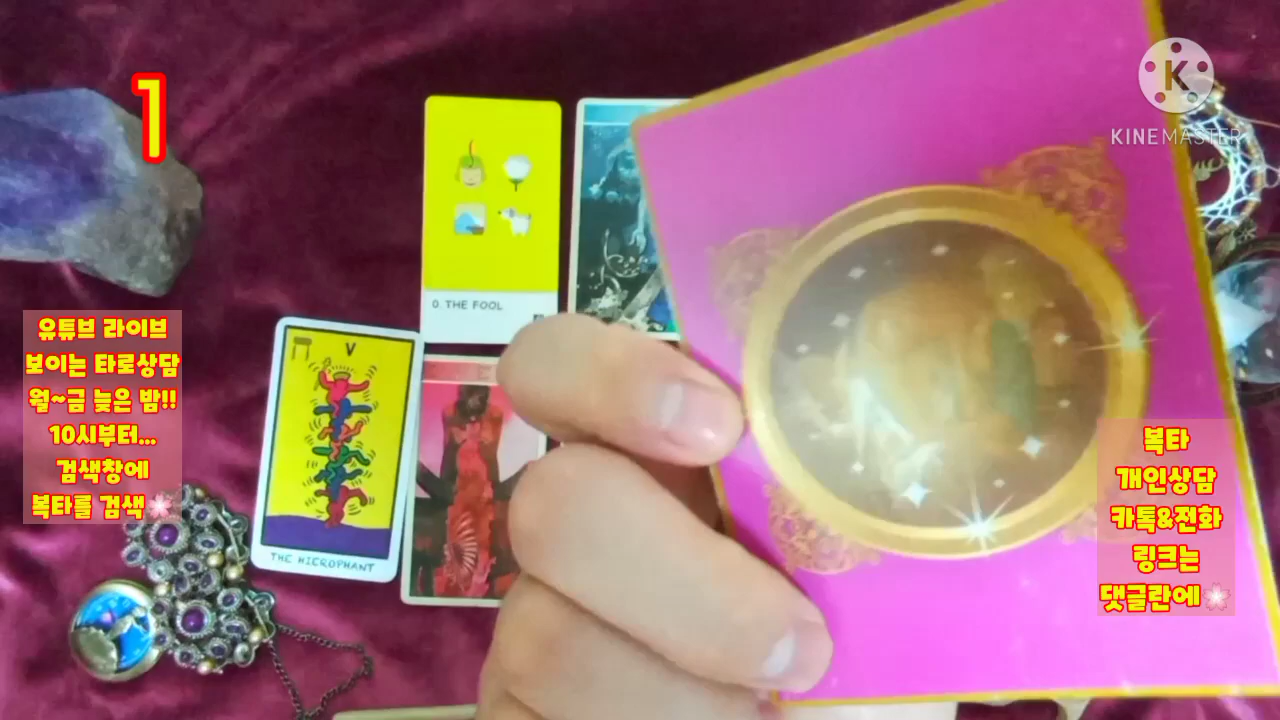 1
KINEMASTER
0. THE FOOL
V
THE HIEROPHANT
유튜브 라이브
보이는 타로상담
월~금 늦은 밤!!
10시부터...
검색창에
복타를 검색🌸
복타
개인상담
카톡&전화
링크는
댓글란에🌸